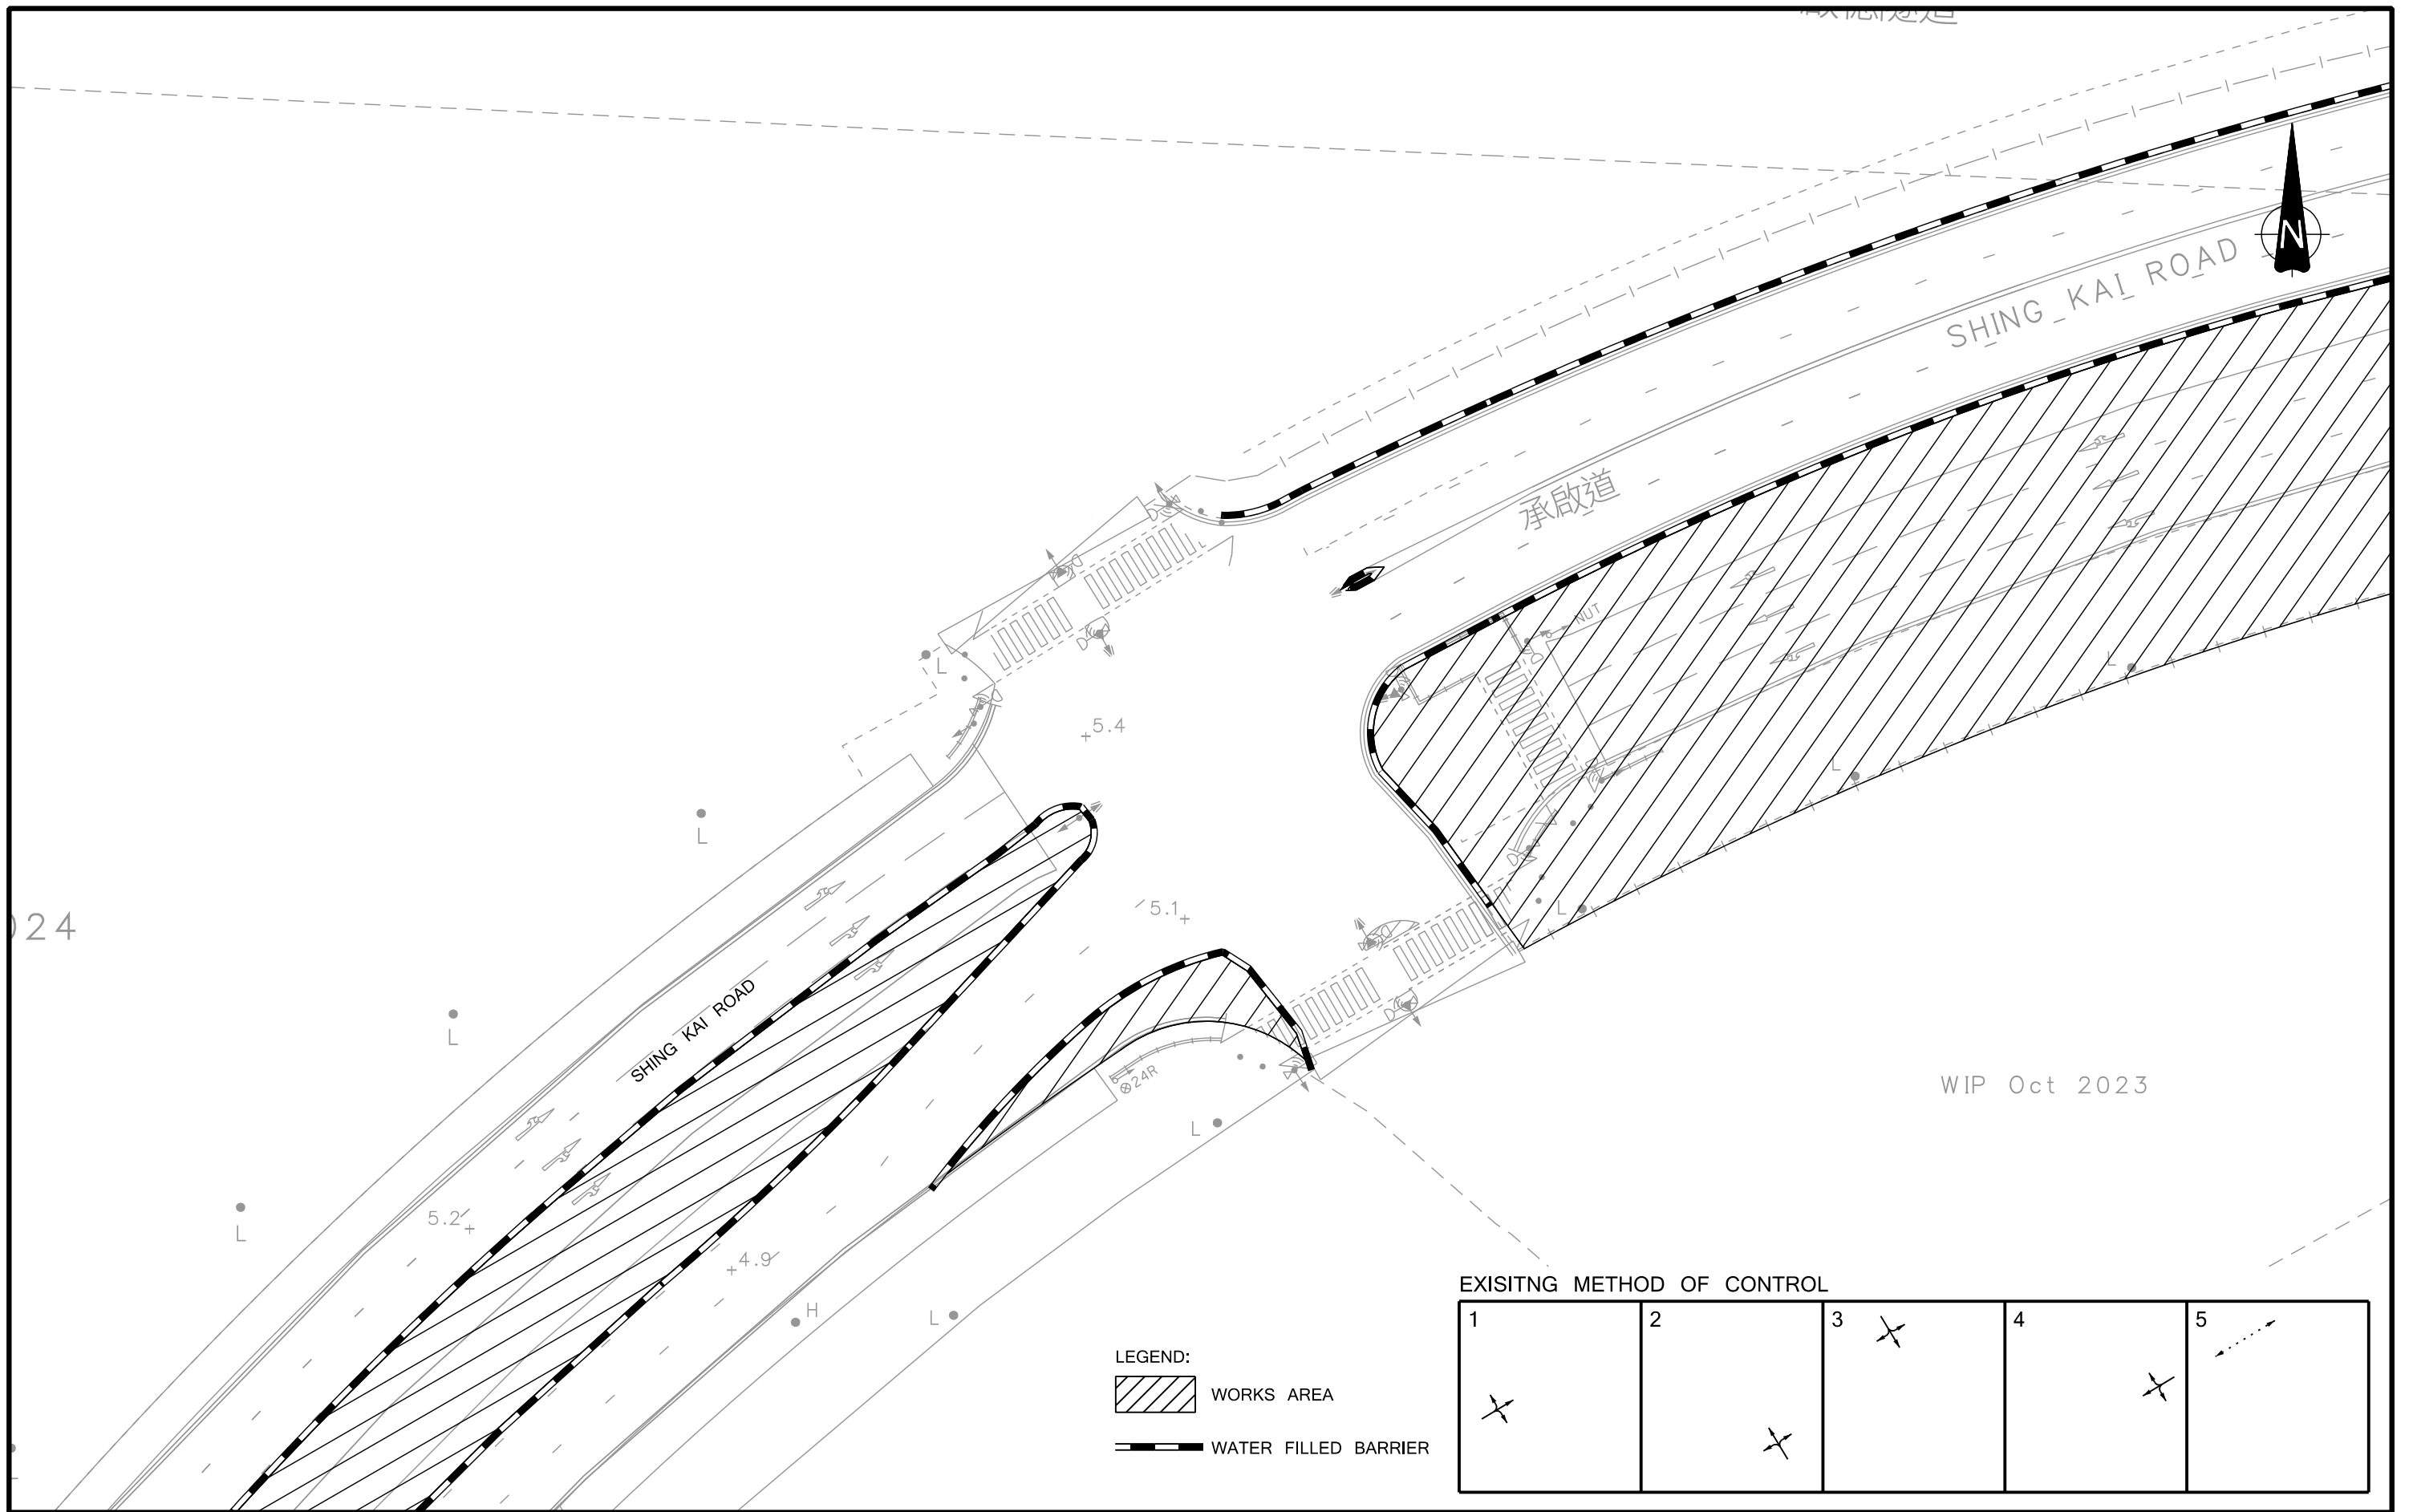 N
SHING KAI ROAD
承啟道
NUT
L
L
5.4
L
L
L
024
5.1
L
SHING KAI ROAD
L
⊗24R
WIP Oct 2023
L
L
5.2
4.9
H
L
EXISITNG METHOD OF CONTROL
1 2 3 4 5
LEGEND:
WORKS AREA
WATER FILLED BARRIER